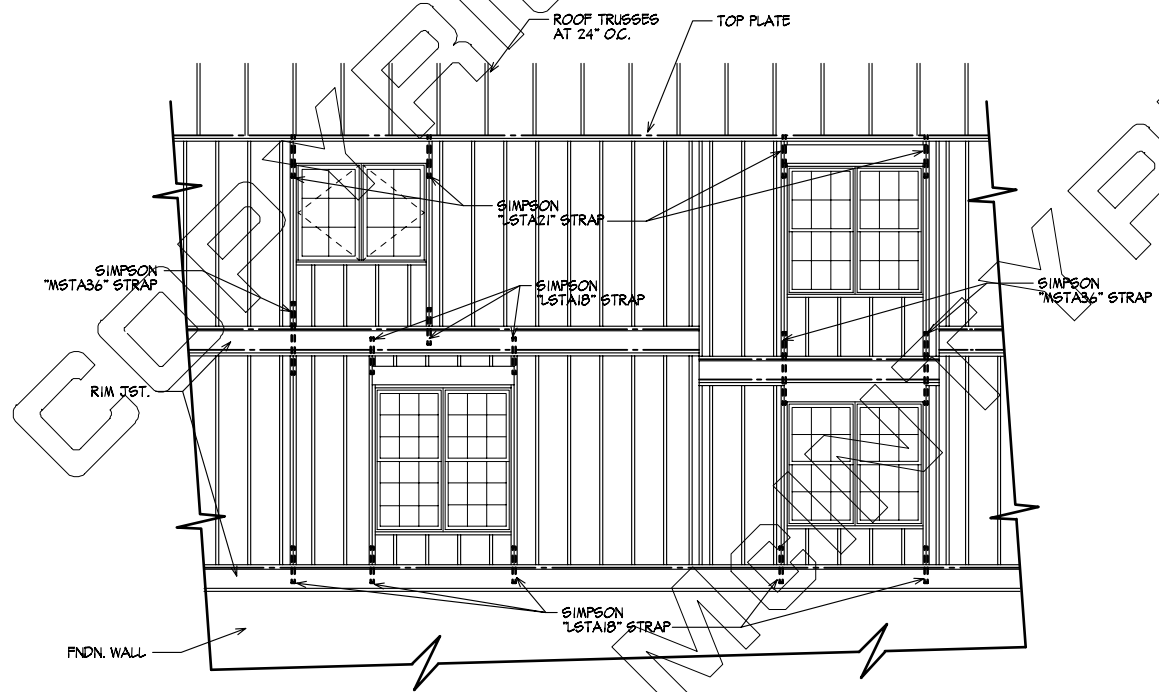 ROOF TRUSSES
AT 24" O.C.
TOP PLATE
SIMPSON
"LSTA21" STRAP
SIMPSON
"MSTA36" STRAP
SIMPSON
"LSTA18" STRAP
SIMPSON
"MSTA36" STRAP
RIM JST.
SIMPSON
"LSTA18" STRAP
FNDN. WALL